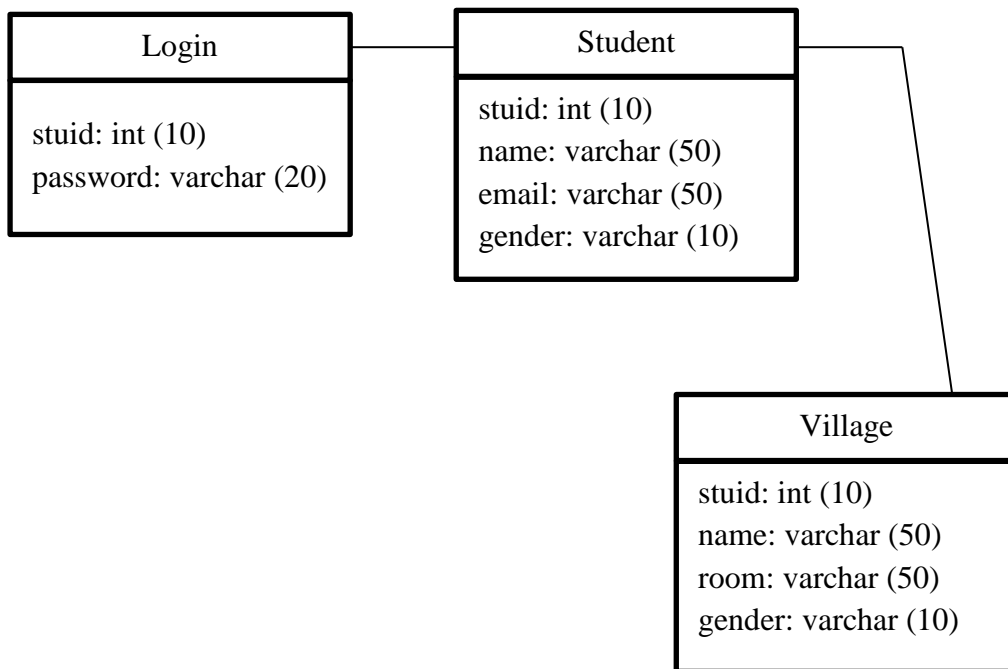 Login
stuid: int (10)
password: varchar (20)
Student
stuid: int (10)
name: varchar (50)
email: varchar (50)
gender: varchar (10)
Village
stuid: int (10)
name: varchar (50)
room: varchar (50)
gender: varchar (10)